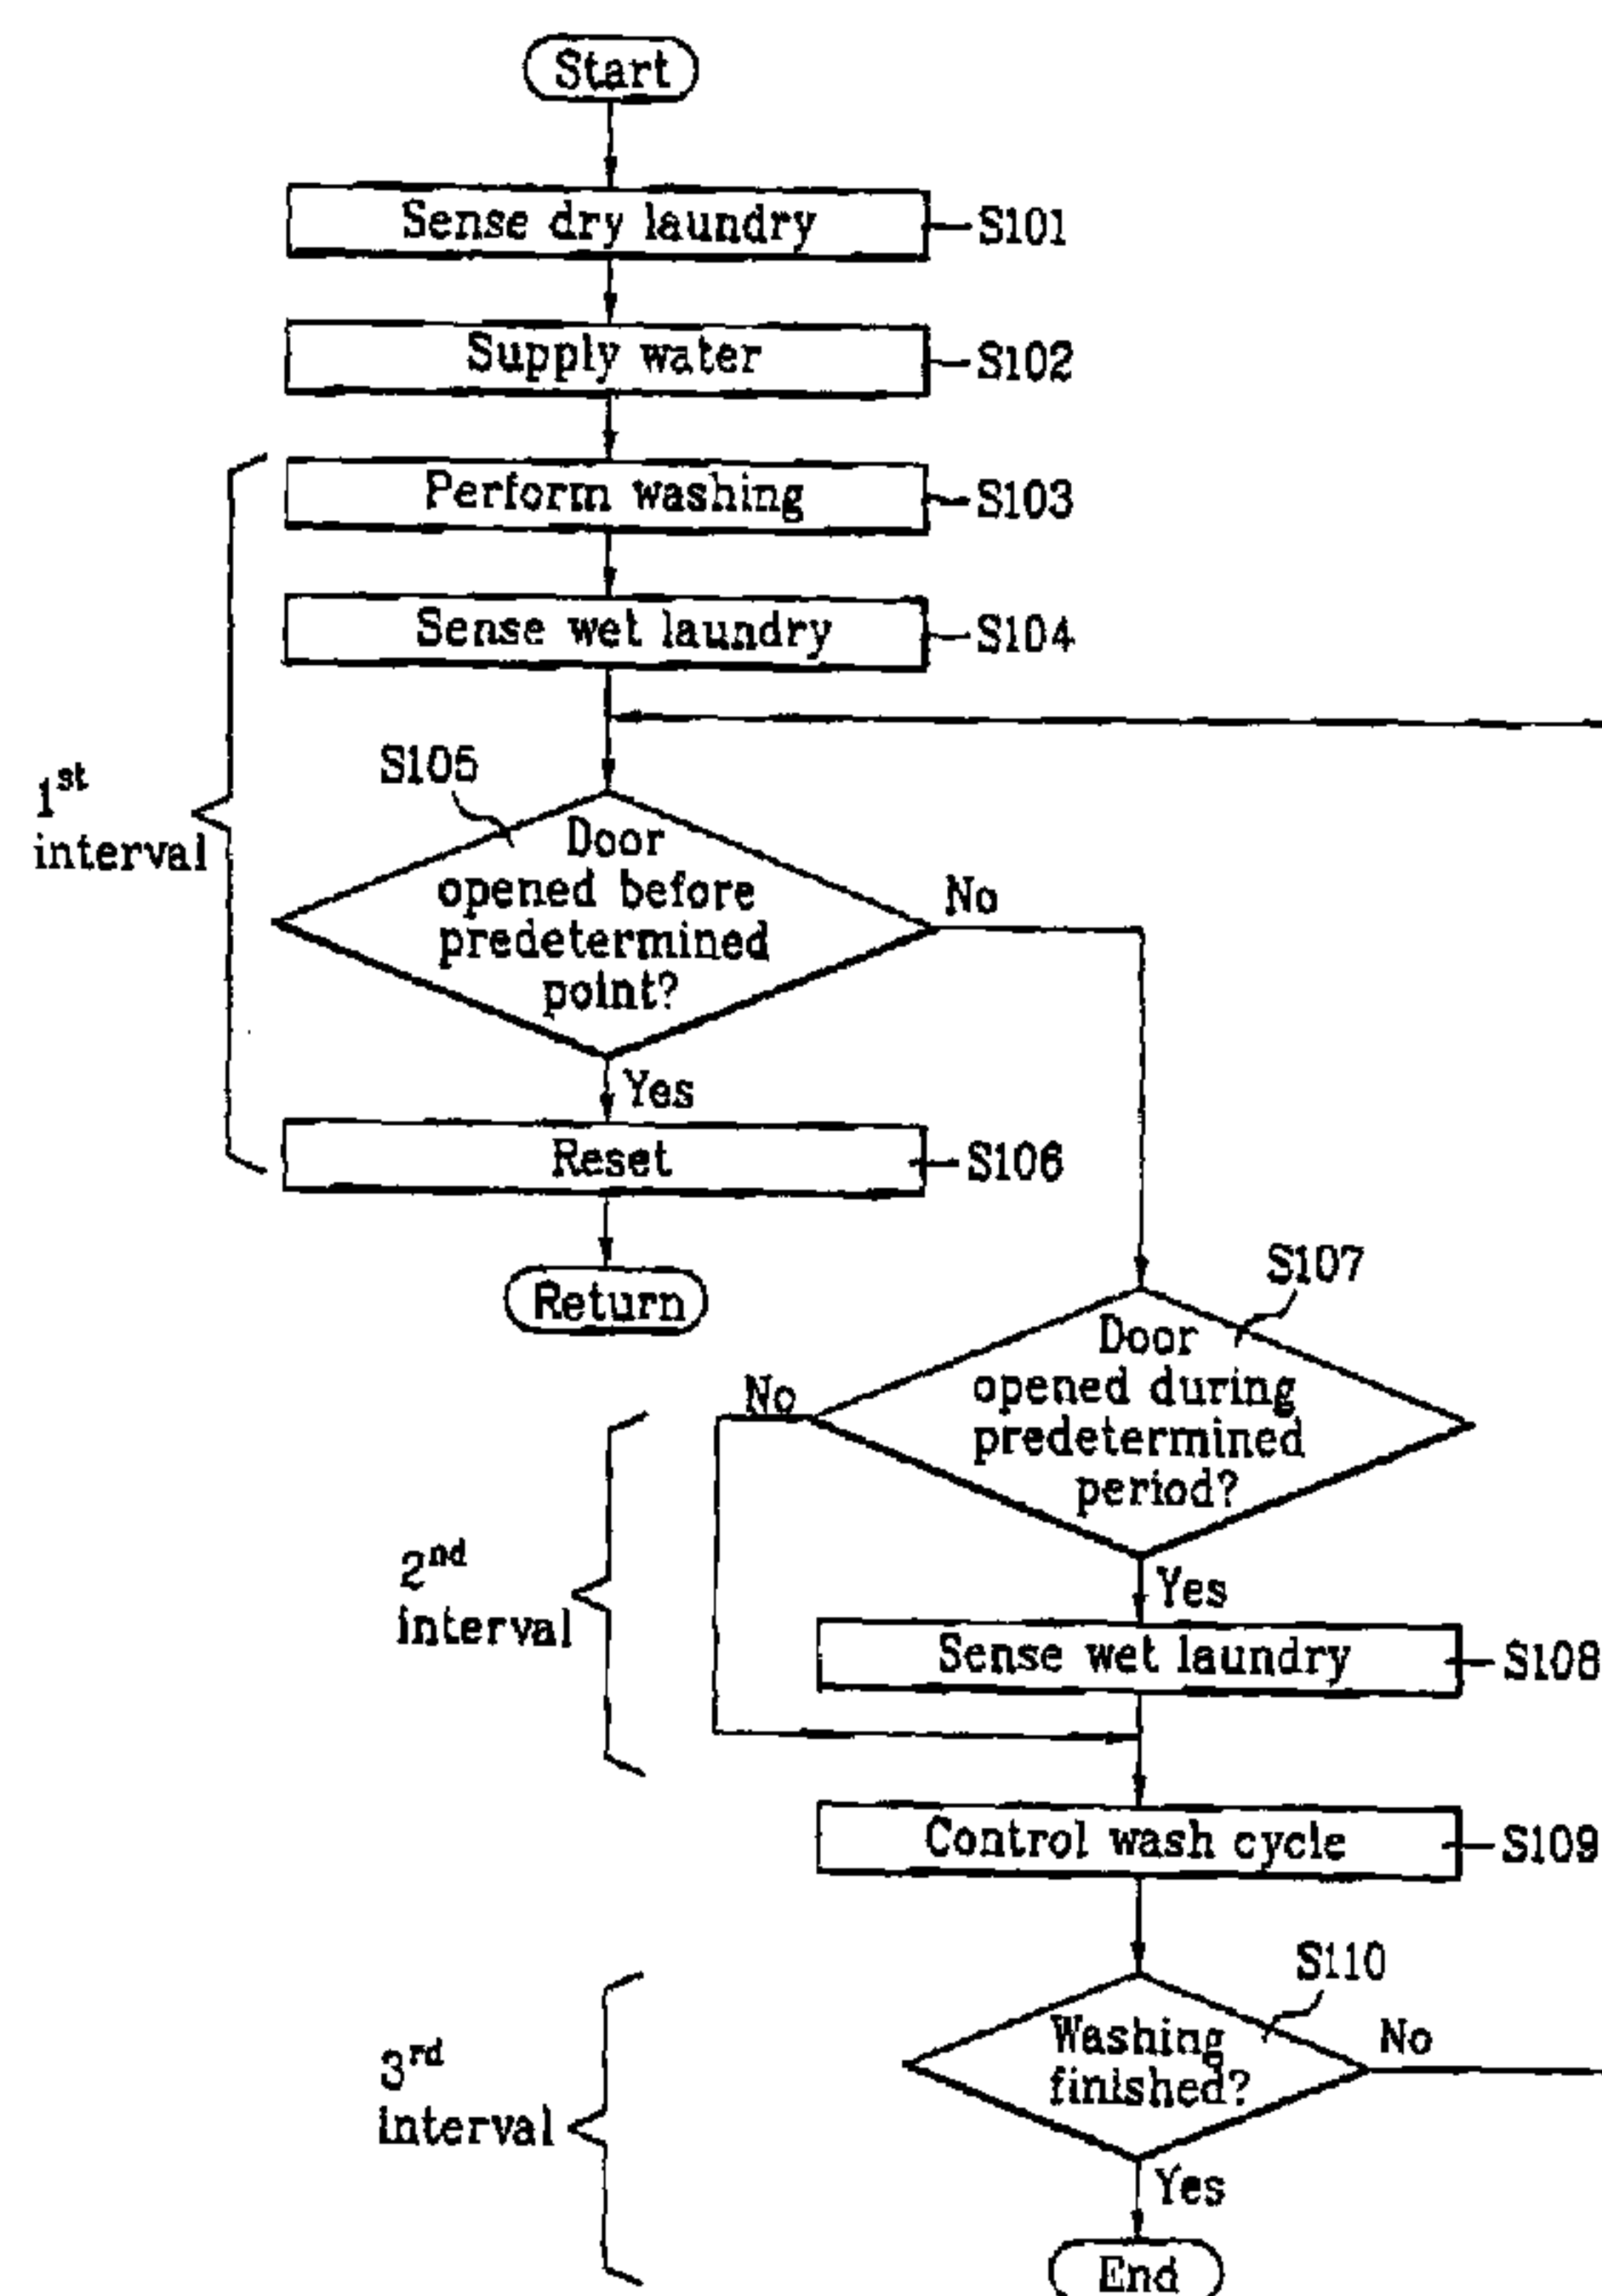 Start
Sense dry laundry
S101
Supply water
S102
Perform washing
S103
Sense wet laundry
S104
1st
interval
S105
Door
opened before
predetermined
point?
No
Yes
Reset
S106
Return
S107
Door
opened during
predetermined
period?
No
2nd
interval
Yes
Sense wet laundry
S108
Control wash cycle
S109
3rd
interval
S110
Washing
finished?
No
Yes
End